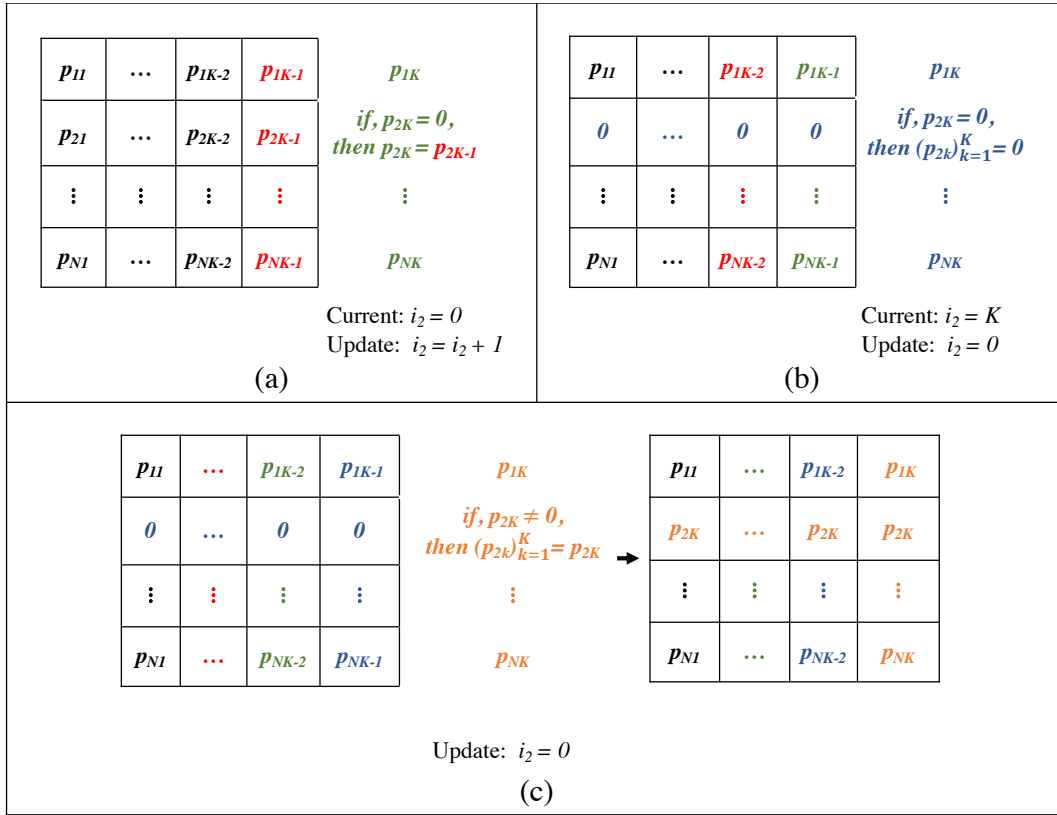 p11 ... p1K-2 p1K-1 p1K
p21 ... p2K-2 p2K-1 if, p2K = 0,
then p2K = p2K-1
⋮ ⋮ ⋮ ⋮ ⋮
pN1 ... pNK-2 pNK-1 pNK
Current: i2 = 0
Update: i2 = i2 + 1
(a)
p11 ... p1K-2 p1K-1 p1K
0 ... 0 0 if, p2K = 0,
then (p2k)Kk=1 = 0
⋮ ⋮ ⋮ ⋮ ⋮
pN1 ... pNK-2 pNK-1 pNK
Current: i2 = K
Update: i2 = 0
(b)
p11 ... p1K-2 p1K-1 p1K
0 ... 0 0 if, p2K ≠ 0,
then (p2k)Kk=1 = p2K
⋮ ⋮ ⋮ ⋮ ⋮
pN1 ... pNK-2 pNK-1 pNK
p11 ... p1K-2 p1K
p2K ... p2K p2K
⋮ ⋮ ⋮ ⋮
pN1 ... pNK-2 pNK
Update: i2 = 0
(c)